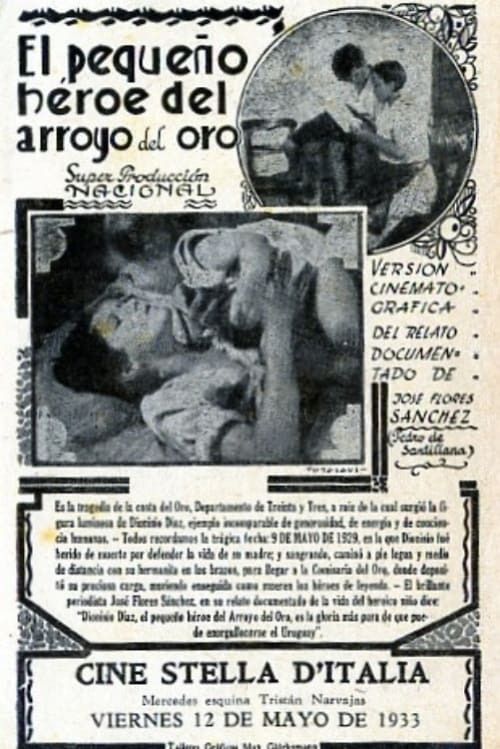 El pequeño
héroe del
arroyo del oro
Super Producción
NACIONAL
VERSION
CINEMATO-
GRAFICA
DEL RELATO
DOCUMEN-
TADO DE
JOSE FLORES
SANCHEZ
(Pedro de
Santillana)
Es la tragedia de la costa del Oro, Departamento de Treinta y Tres, a raíz de la cual surgió la fi
gura luminosa de Dionisio Díaz, ejemplo incomparable de generosidad, de energía y de concien-
cia humanas. - Todos recordamos la trágica fecha: 9 DE MAYO DE 1929, en la que Dionisio fué
herido de muerte por defender la vida de su madre; y sangrando, caminó a pie leguas y media
de distancia con su hermanita en los brazos, para llegar a la Comisaría del Oro, donde deposi-
tó su preciosa carga, muriendo enseguida como mueren los héroes de leyenda. - El brillante
periodista José Flores Sánchez, en su relato documentado de la vida del heroico niño dice:
"Dionisio Díaz, el pequeño héroe del Arroyo del Oro, es la gloria más pura de que pue-
de enorgullecerse el Uruguay".
CINE STELLA D'ITALIA
Mercedes esquina Tristán Narvajas
VIERNES 12 DE MAYO DE 1933
Talleres Gráficos Max Glücksmann